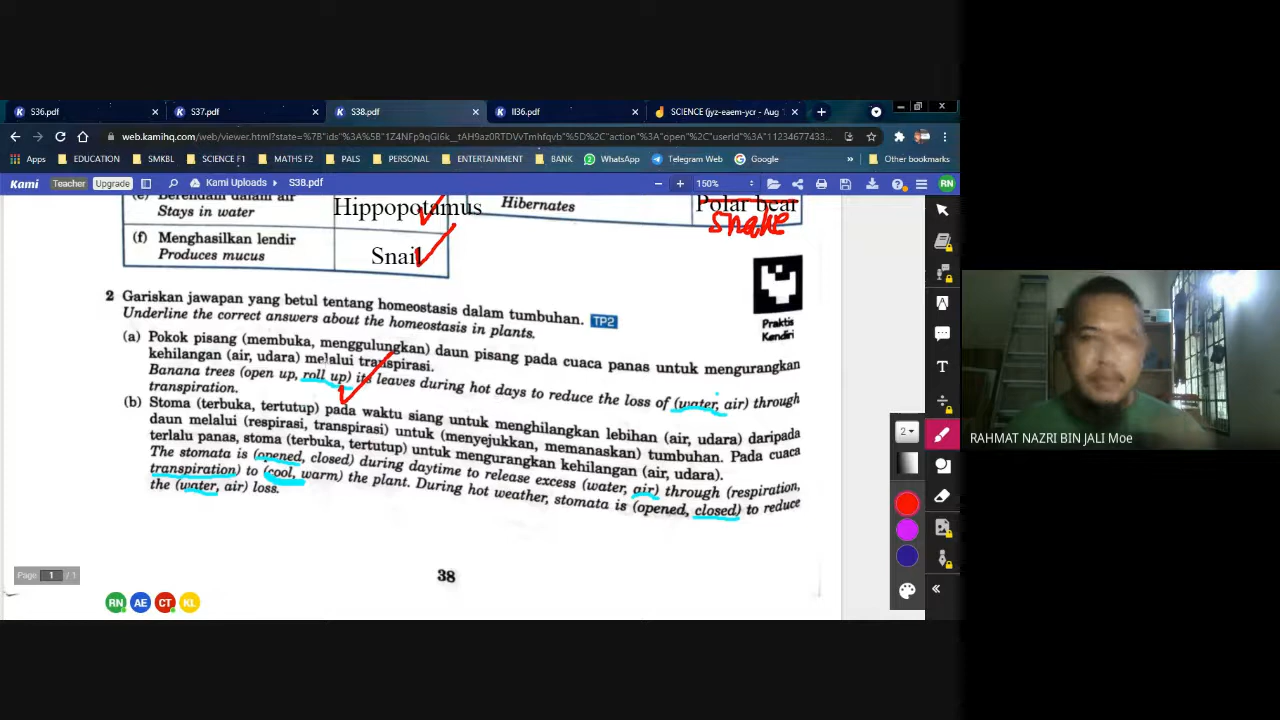 S36.pdf
S37.pdf
S38.pdf
II36.pdf
SCIENCE (jyz-eaem-ycr - Aug 1
web.kamihq.com/web/viewer.html?state=%7B"ids"%3A%5B"1Z4NFp9qGl6k__tAH9az0RTDVvTmhfqvb"%5D%2C"action"%3A"open"%2C"userId"%3A"11234677433...
Apps
EDUCATION
SMKBL
SCIENCE F1
MATHS F2
PALS
PERSONAL
ENTERTAINMENT
BANK
WhatsApp
Telegram Web
Google
»
Other bookmarks
Kami
Teacher
Upgrade
Kami Uploads
S38.pdf
150%
RN
(e) Berendam dalam air
Stays in water
Hippopotamus
Hibernates
Polar bear
Snake
(f) Menghasilkan lendir
Produces mucus
Snail
2 Gariskan jawapan yang betul tentang homeostasis dalam tumbuhan. TP2
Underline the correct answers about the homeostasis in plants.
Praktis
Kendiri
(a) Pokok pisang (membuka, menggulungkan) daun pisang pada cuaca panas untuk mengurangkan
kehilangan (air, udara) melalui transpirasi.
Banana trees (open up, roll up) its leaves during hot days to reduce the loss of (water, air) through
transpiration.
(b) Stoma (terbuka, tertutup) pada waktu siang untuk menghilangkan lebihan (air, udara) daripada
daun melalui (respirasi, transpirasi) untuk (menyejukkan, memanaskan) tumbuhan. Pada cuaca
terlalu panas, stoma (terbuka, tertutup) untuk mengurangkan kehilangan (air, udara).
The stomata is (opened, closed) during daytime to release excess (water, air) through (respiration,
transpiration) to (cool, warm) the plant. During hot weather, stomata is (opened, closed) to reduce
the (water, air) loss.
38
Page 1 / 1
RN AE CT KL
2
T
RAHMAT NAZRI BIN JALI Moe